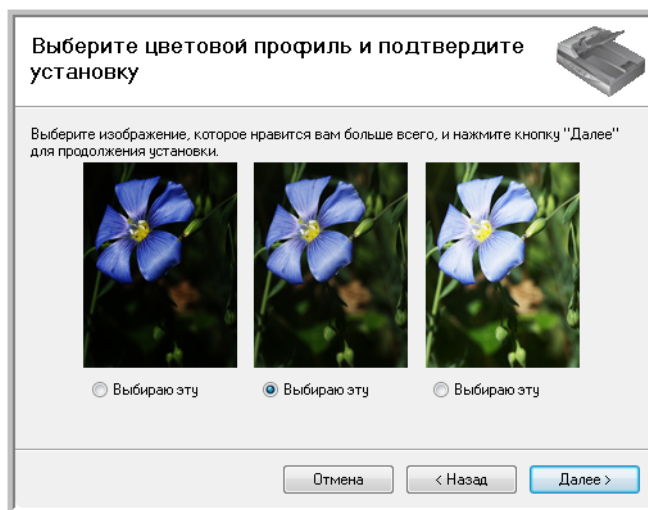 Выберите цветовой профиль и подтвердите
установку
Выберите изображение, которое нравится вам больше всего, и нажмите кнопку "Далее"
для продолжения установки.
Выбираю эту
Выбираю эту
Выбираю эту
Отмена
< Назад
Далее >